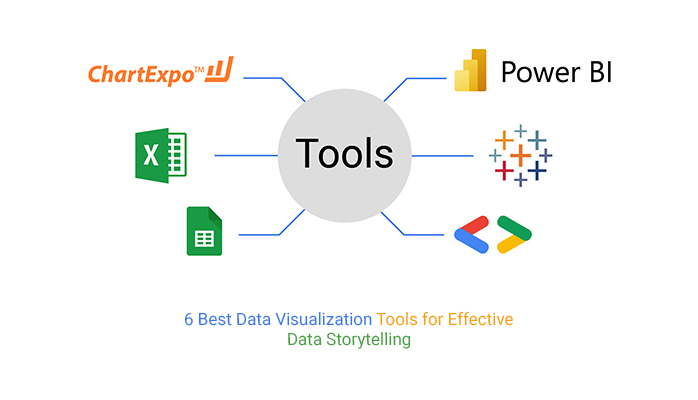 ChartExpo™
Power BI
X
Tools
6 Best Data Visualization Tools for Effective
Data Storytelling